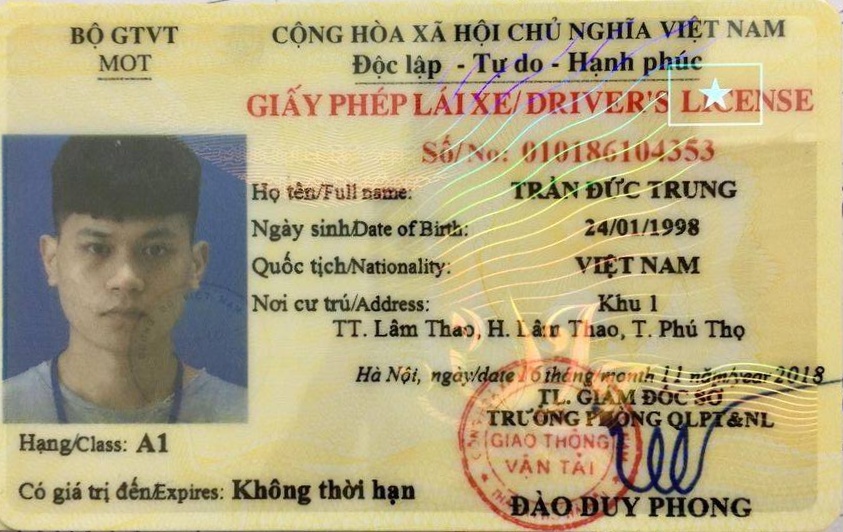 BỘ GTVT
MOT
CỘNG HÒA XÃ HỘI CHỦ NGHĨA VIỆT NAM
Độc lập - Tự do - Hạnh phúc
GIẤY PHÉP LÁI XE/ DRIVER'S LICENSE
Số/No: 010186104353
Họ tên/Full name: TRẦN ĐỨC TRUNG
Ngày sinh/Date of Birth: 24/01/1998
Quốc tịch/Nationality: VIỆT NAM
Nơi cư trú/Address: Khu 1
TT. Lâm Thao, H. Lâm Thao, T. Phú Thọ
Hà Nội, ngày/date 16 tháng/month 11 năm/year 2018
TL. GIÁM ĐỐC SỞ
TRƯỞNG PHÒNG QLPT&NL
GIAO THÔNG
VẬN TẢI
Hạng/Class: A1
Có giá trị đến/Expires: Không thời hạn
ĐÀO DUY PHONG